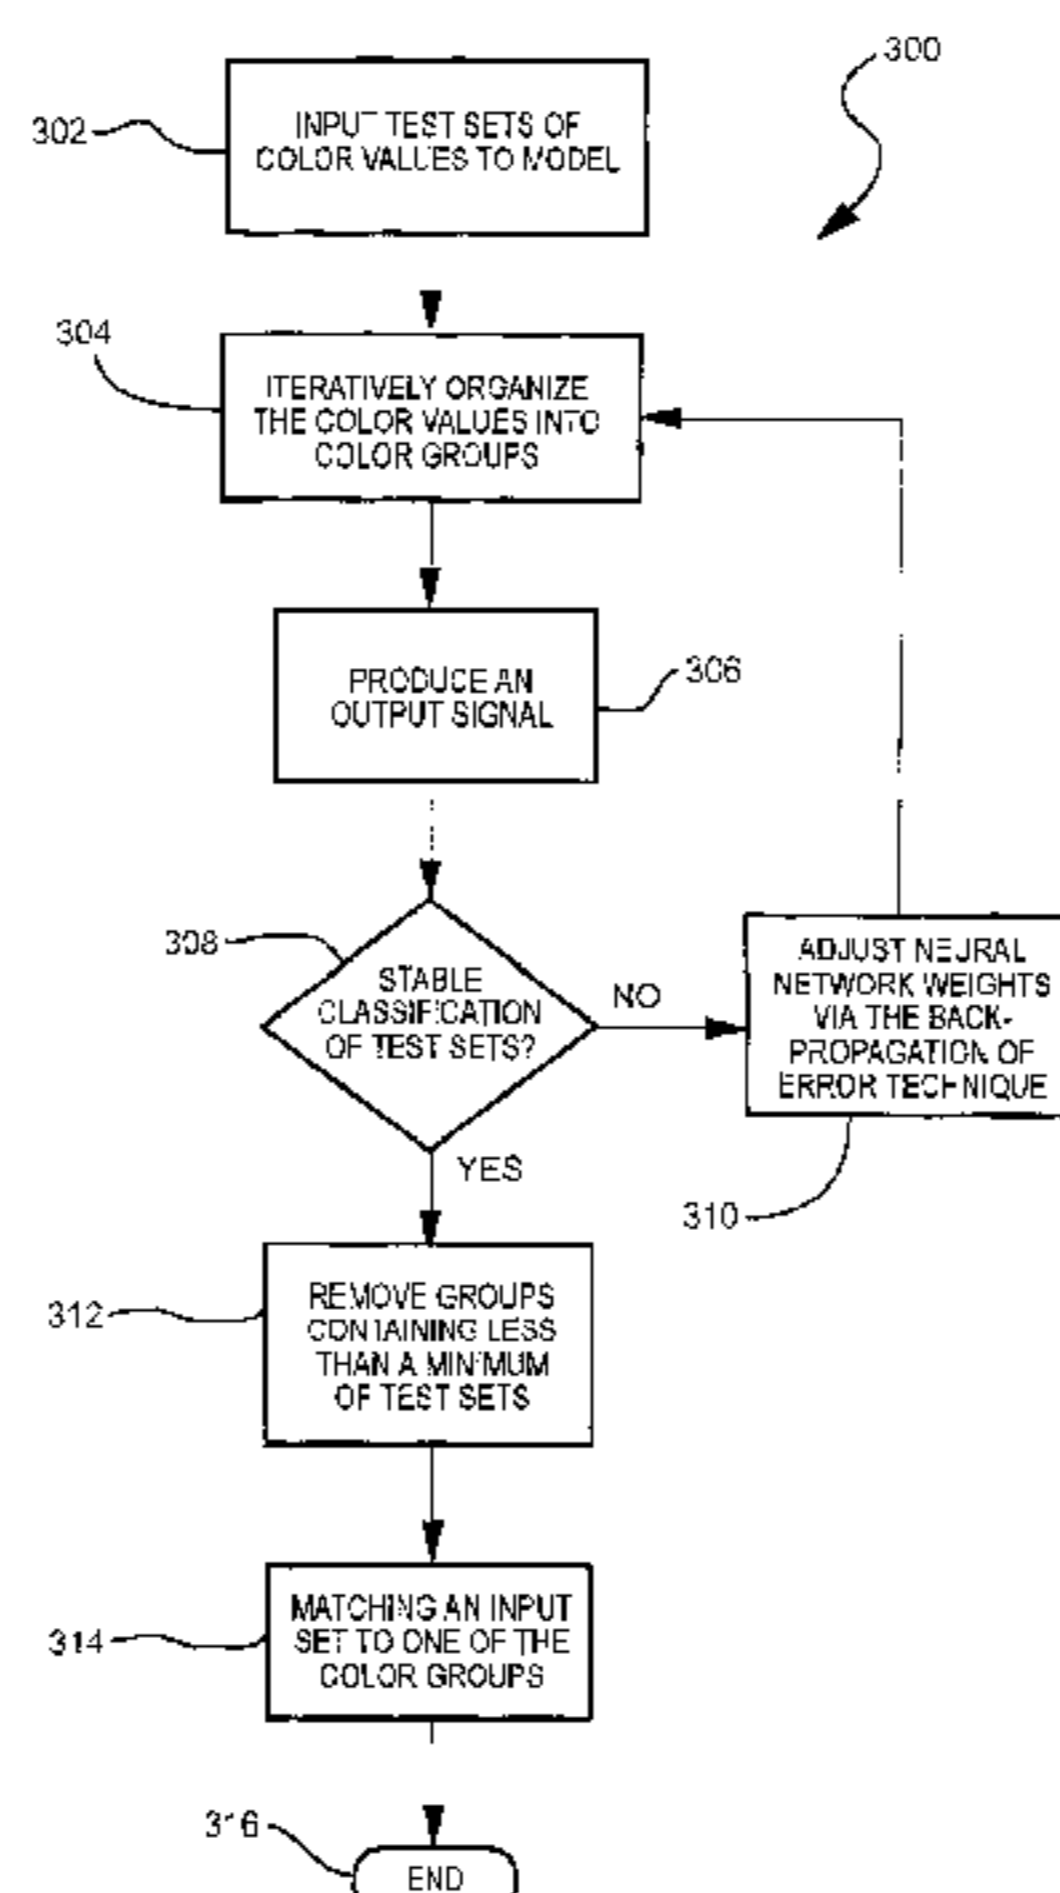 300
302
INPUT TEST SETS OF
COLOR VALUES TO MODEL
304
ITERATIVELY ORGANIZE
THE COLOR VALUES INTO
COLOR GROUPS
306
PRODUCE AN
OUTPUT SIGNAL
308
STABLE
CLASSIFICATION
OF TEST SETS?
NO
ADJUST NEURAL
NETWORK WEIGHTS
VIA THE BACK-
PROPAGATION OF
ERROR TECHNIQUE
310
YES
312
REMOVE GROUPS
CONTAINING LESS
THAN A MINIMUM
OF TEST SETS
314
MATCHING AN INPUT
SET TO ONE OF THE
COLOR GROUPS
316
END